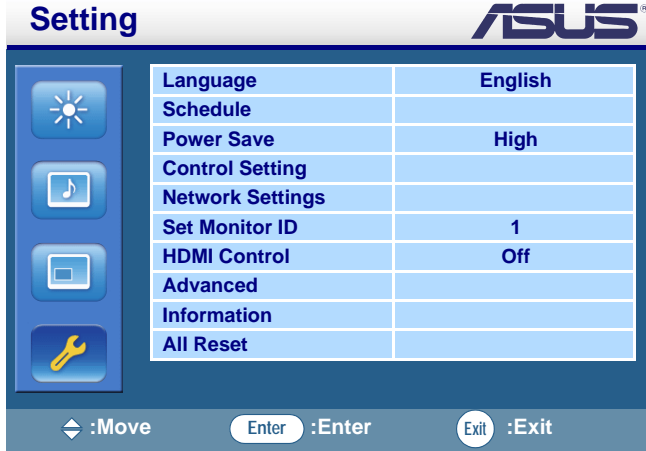 Setting ASUS®
Language English
Schedule
Power Save High
Control Setting
Network Settings
Set Monitor ID 1
HDMI Control Off
Advanced
Information
All Reset
:Move Enter :Enter Exit :Exit